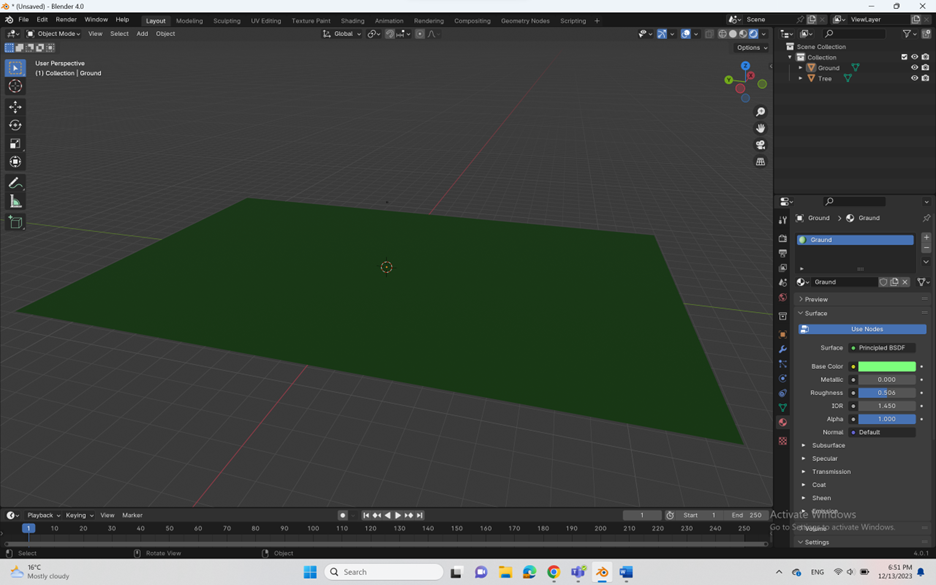 * (Unsaved) - Blender 4.0
File Edit Render Window Help Layout Modeling Sculpting UV Editing Texture Paint Shading Animation Rendering Compositing Geometry Nodes Scripting + Scene ViewLayer
Object Mode View Select Add Object Global
Options
User Perspective
(1) Collection | Ground
Z
X
Y
Scene Collection
Collection
Ground
Tree
Ground > Ground
Ground
Ground
Preview
Surface
Use Nodes
Surface Principled BSDF
Base Color
Metallic 0.000
Roughness 0.506
IOR 1.450
Alpha 1.000
Normal Default
Subsurface
Specular
Transmission
Coat
Sheen
Emission
Activate Windows
Go to Settings to activate Windows.
Volume
Settings
Playback Keying View Marker 1 Start 1 End 250
1 10 20 30 40 50 60 70 80 90 100 110 120 130 140 150 160 170 180 190 200 210 220 230 240 250
Select Rotate View Object 4.0.1
16°C
Mostly cloudy
Search
ENG
6:51 PM
12/13/2023